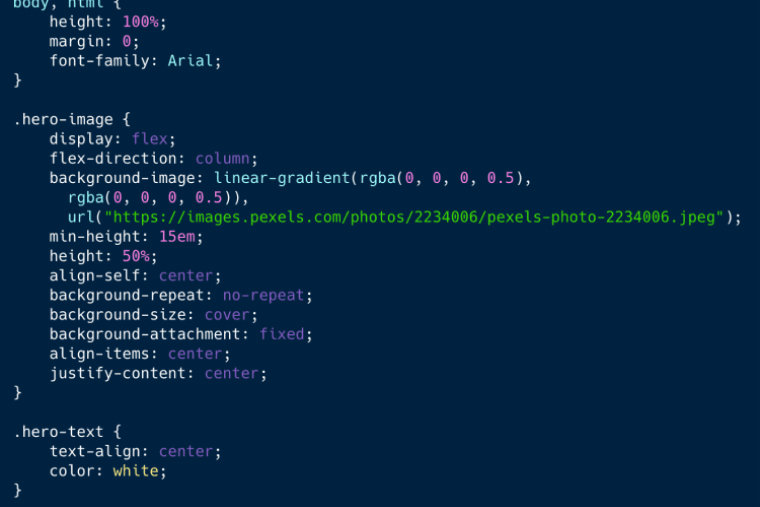 body, html {
    height: 100%;
    margin: 0;
    font-family: Arial;
}

.hero-image {
    display: flex;
    flex-direction: column;
    background-image: linear-gradient(rgba(0, 0, 0, 0.5),
      rgba(0, 0, 0, 0.5)),
      url("https://images.pexels.com/photos/2234006/pexels-photo-2234006.jpeg");
    min-height: 15em;
    height: 50%;
    align-self: center;
    background-repeat: no-repeat;
    background-size: cover;
    background-attachment: fixed;
    align-items: center;
    justify-content: center;
}

.hero-text {
    text-align: center;
    color: white;
}